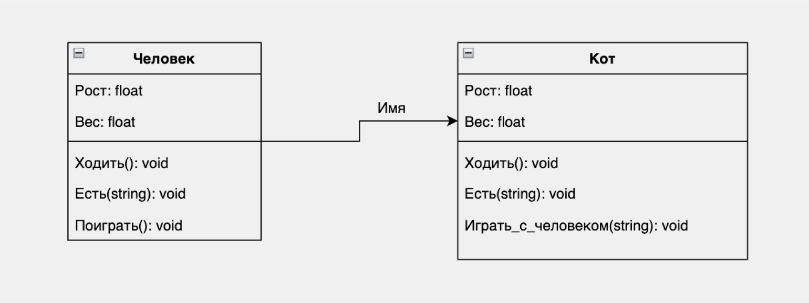 Человек
Рост: float
Вес: float
Ходить(): void
Есть(string): void
Поиграть(): void
Имя
Кот
Рост: float
Вес: float
Ходить(): void
Есть(string): void
Играть_с_человеком(string): void